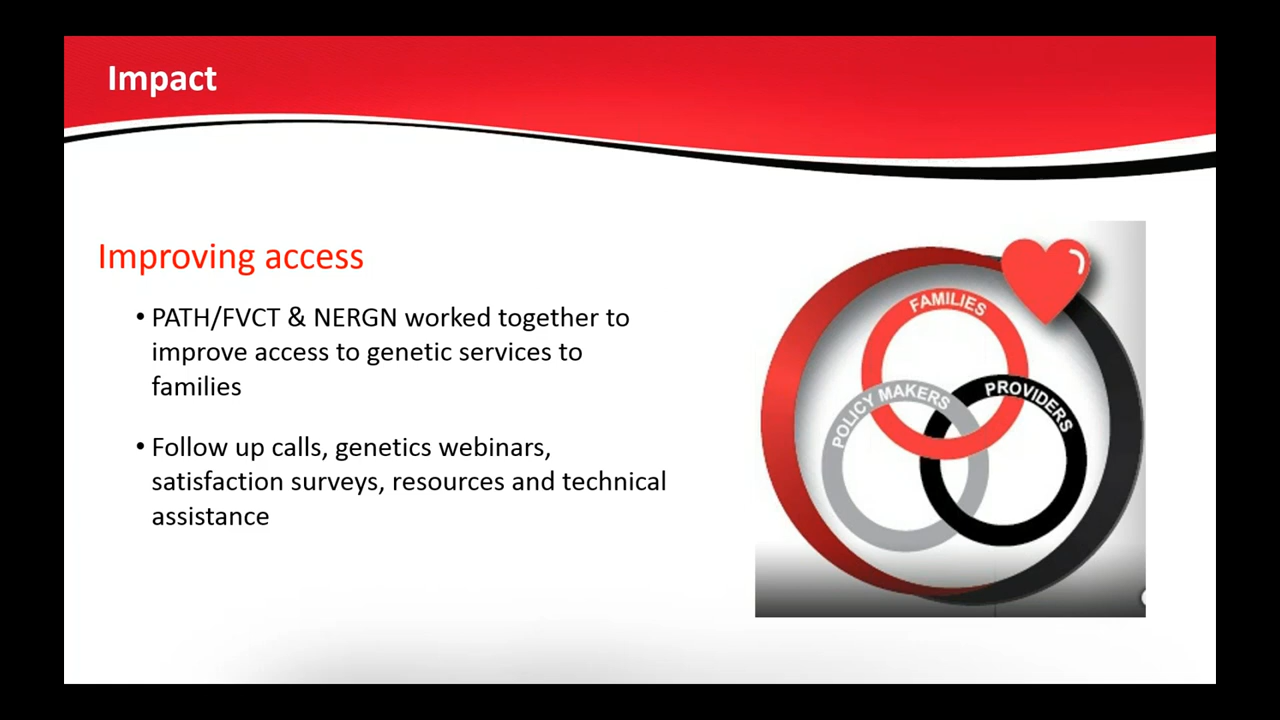 Impact
Improving access
• PATH/FVCT & NERGN worked together to
improve access to genetic services to
families
• Follow up calls, genetics webinars,
satisfaction surveys, resources and technical
assistance
FAMILIES
POLICY MAKERS
PROVIDERS